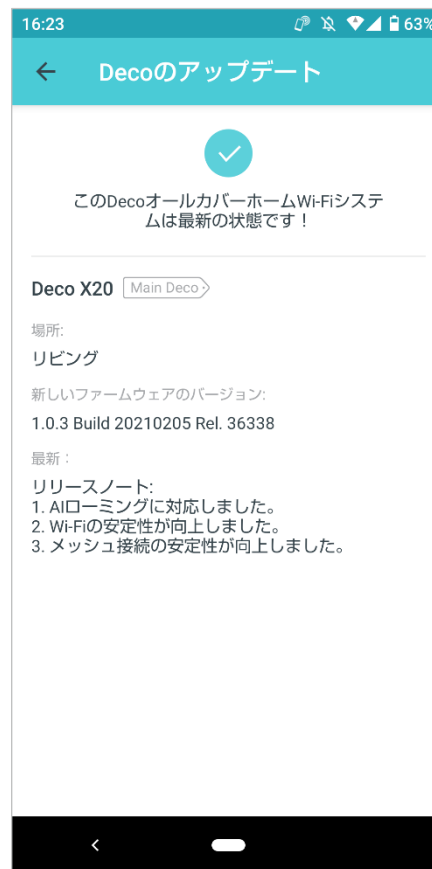 16:23 63%
Decoのアップデート
このDecoオールカバーホームWi-Fiシステ
ムは最新の状態です！
Deco X20 Main Deco
場所:
リビング
新しいファームウェアのバージョン:
1.0.3 Build 20210205 Rel. 36338
最新：
リリースノート:
1. AIローミングに対応しました。
2. Wi-Fiの安定性が向上しました。
3. メッシュ接続の安定性が向上しました。